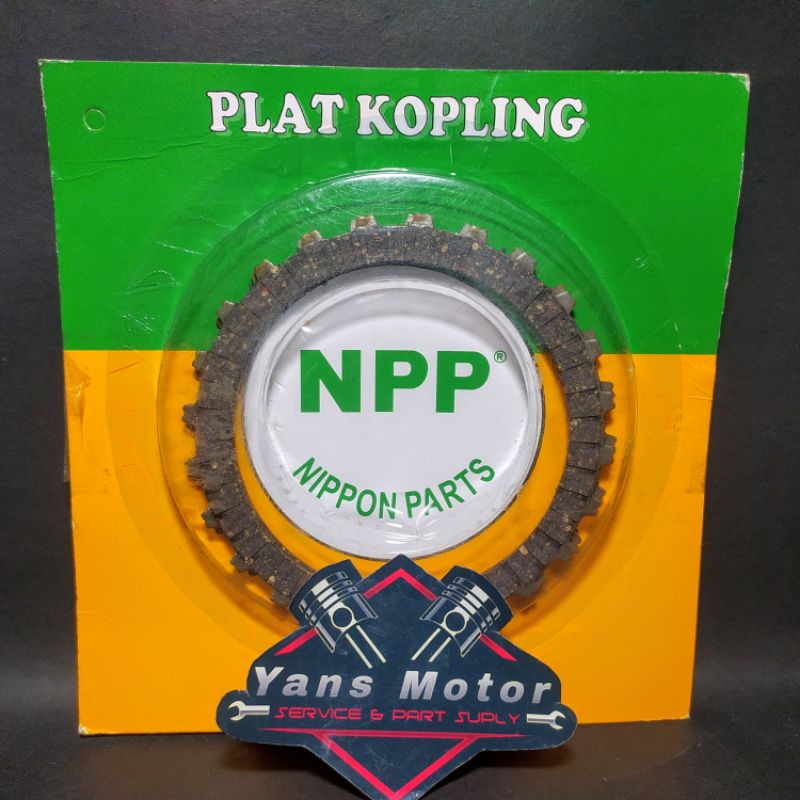 PLAT KOPLING
NPP®
NIPPON PARTS
Yans Motor
SERVICE & PART SUPLY